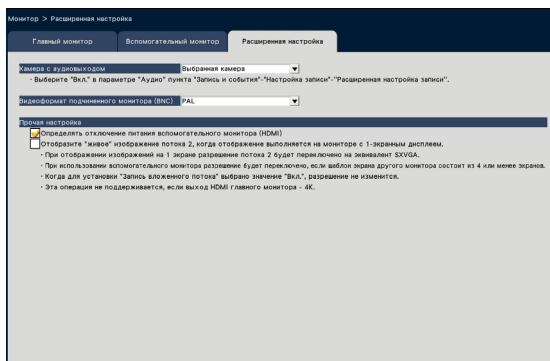 Монитор > Расширенная настройка
Главный монитор
Вспомогательный монитор
Расширенная настройка
Камера с аудиовыходом
Выбранная камера
- Выберите "Вкл." в параметре "Аудио" пункта "Запись и события"-"Настройка записи"-"Расширенная настройка записи".
Видеоформат подчиненного монитора (BNC)
PAL
Прочая настройка
Определять отключение питания вспомогательного монитора (HDMI)
Отобразите "живое" изображение потока 2, когда отображение выполняется на мониторе с 1-экранным дисплеем.
- При отображении изображений на 1 экране разрешение потока 2 будет переключено на эквивалент SXVGA.
- При использовании вспомогательного монитора разрешение будет переключено, если шаблон экрана другого монитора состоит из 4 или менее экранов.
- Когда для установки "Запись вложенного потока" выбрано значение "Вкл.", разрешение не изменится.
- Эта операция не поддерживается, если выход HDMI главного монитора - 4K.